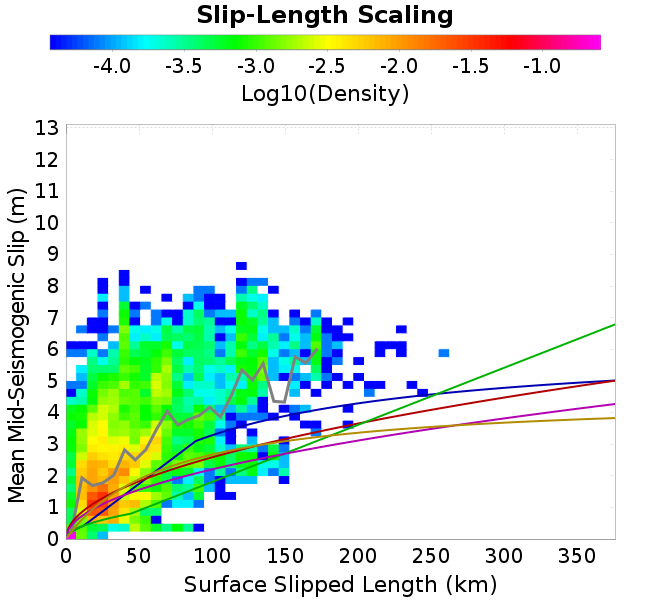 Slip-Length Scaling
-4.0 -3.5 -3.0 -2.5 -2.0 -1.5 -1.0
Log10(Density)
Mean Mid-Seismogenic Slip (m)
13
12
11
10
9
8
7
6
5
4
3
2
1
0
0 50 100 150 200 250 300 350
Surface Slipped Length (km)